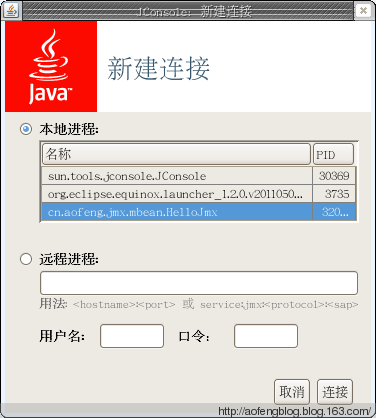 JConsole: 新建连接
Java™
新建连接
本地进程:
名称 PID
sun.tools.jconsole.JConsole 30369
org.eclipse.equinox.launcher_1.2.0.v2011050... 3735
cn.aofeng.jmx.mbean.HelloJmx 320...
远程进程:
用法: <hostname>:<port> 或 service:jmx:<protocol>:<sap>
用户名: 口令:
取消 连接
http://aofengblog.blog.163.com/